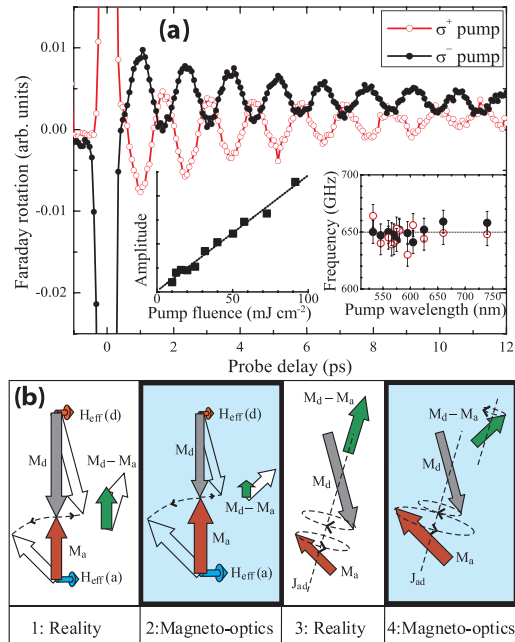 (a)
σ+ pump
σ− pump
Faraday rotation (arb. units)
0.01
0.00
-0.01
-0.02
Amplitude
0
50
100
Pump fluence (mJ cm-2)
Frequency (GHz)
700
650
600
550 600 650 700 750
Pump wavelength (nm)
0 2 4 6 8 10 12
Probe delay (ps)
(b)
Heff(d)
Md
Md− Ma
Ma
Heff(a)
1: Reality
Heff(d)
Md
Md− Ma
Ma
Heff(a)
2:Magneto-optics
Md− Ma
Md
Jad
Ma
3: Reality
Md− Ma
Md
Jad
Ma
4:Magneto-optics